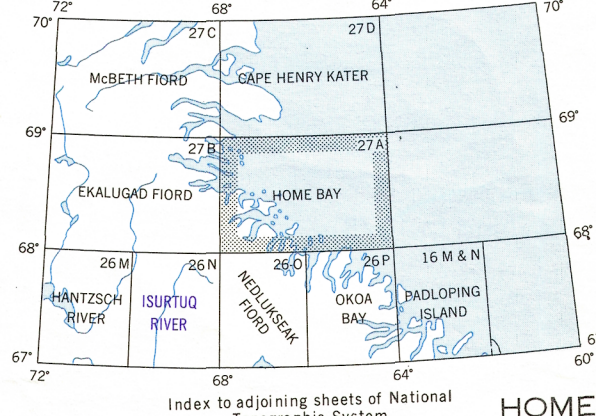 72° 68° 64° 70°
70° 27 C 27 D
McBETH FIORD CAPE HENRY KATER
69° 69°
27 B 27 A
EKALUGAD FIORD HOME BAY
68° 68°
26 M 26 N 26-O 26 P 16 M & N
HANTZSCH
RIVER
ISURTUQ
RIVER
NEDLUKSEAK
FIORD
OKOA
BAY
PADLOPING
ISLAND
67° 6
72° 68° 64° 60°
Index to adjoining sheets of National
HOME